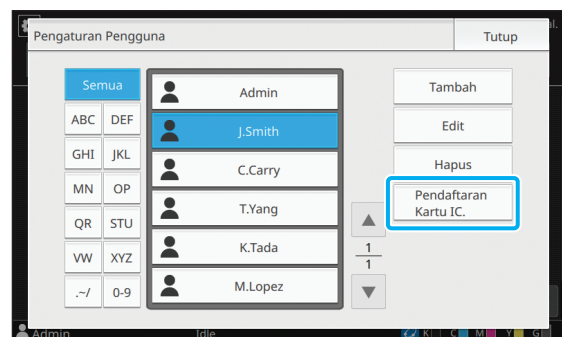 Pengaturan Pengguna
Tutup
Semua
ABC DEF
GHI JKL
MN OP
QR STU
VW XYZ
.~/ 0-9
Admin
J.Smith
C.Carry
T.Yang
K.Tada
M.Lopez
1
1
Tambah
Edit
Hapus
Pendaftaran
Kartu IC.
Admin Idle K C M Y G